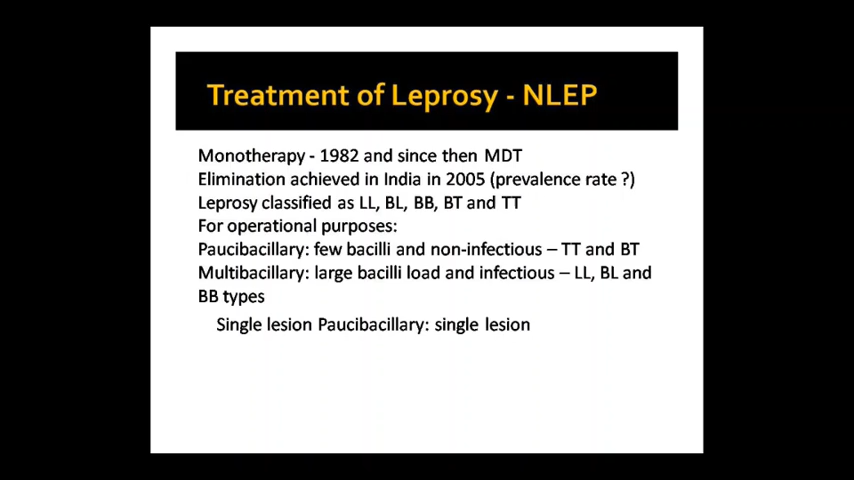 Treatment of Leprosy - NLEP
Monotherapy - 1982 and since then MDT
Elimination achieved in India in 2005 (prevalence rate ?)
Leprosy classified as LL, BL, BB, BT and TT
For operational purposes:
Paucibacillary: few bacilli and non-infectious – TT and BT
Multibacillary: large bacilli load and infectious – LL, BL and
BB types
Single lesion Paucibacillary: single lesion